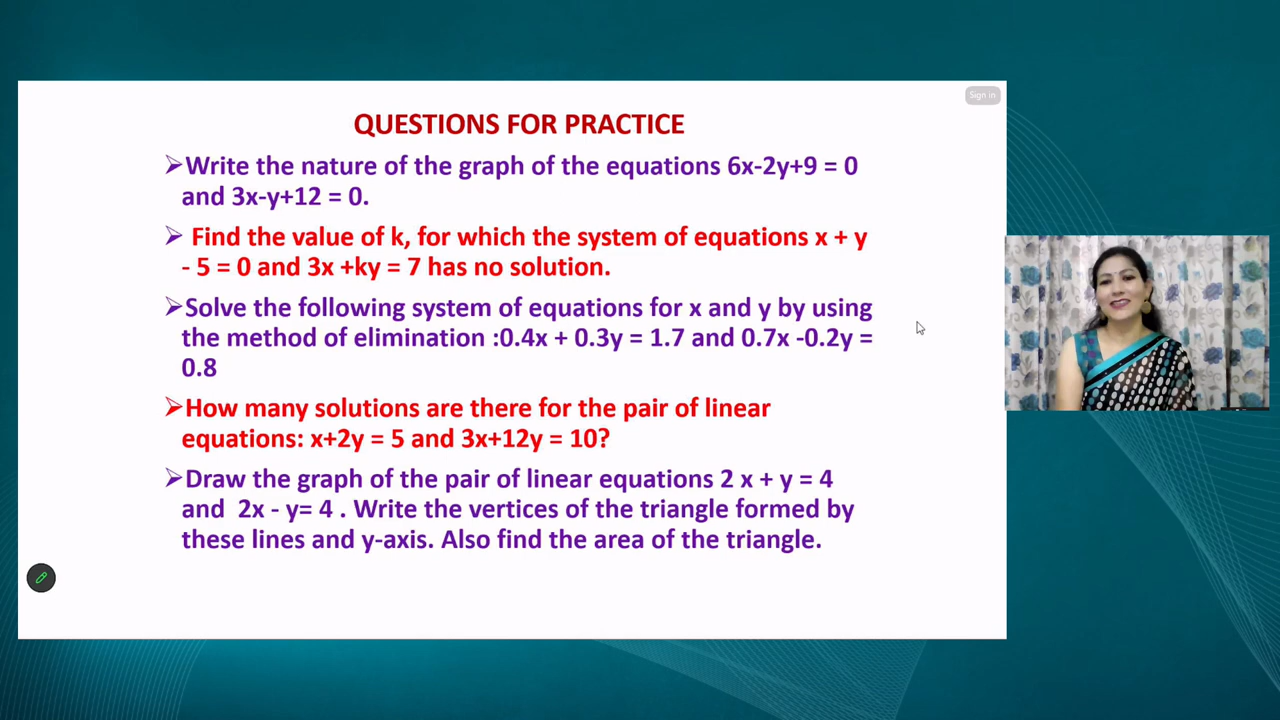 Sign in
QUESTIONS FOR PRACTICE
➢Write the nature of the graph of the equations 6x-2y+9 = 0
and 3x-y+12 = 0.
➢ Find the value of k, for which the system of equations x + y
- 5 = 0 and 3x +ky = 7 has no solution.
➢Solve the following system of equations for x and y by using
the method of elimination :0.4x + 0.3y = 1.7 and 0.7x -0.2y =
0.8
➢How many solutions are there for the pair of linear
equations: x+2y = 5 and 3x+12y = 10?
➢Draw the graph of the pair of linear equations 2 x + y = 4
and  2x - y= 4 . Write the vertices of the triangle formed by
these lines and y-axis. Also find the area of the triangle.